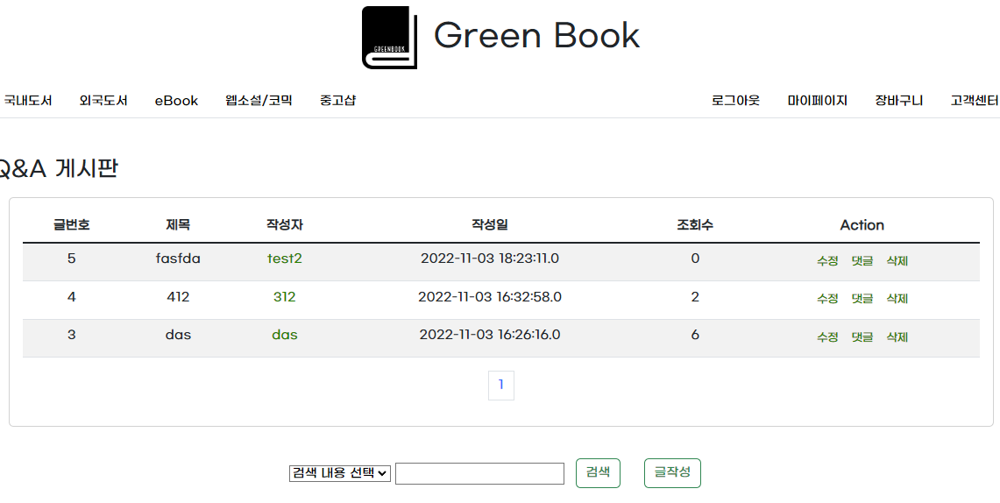 GREENBOOK
Green Book
국내도서 외국도서 eBook 웹소설/코믹 중고샵 로그아웃 마이페이지 장바구니 고객센터
Q&A 게시판
글번호 제목 작성자 작성일 조회수 Action
5 fasfda test2 2022-11-03 18:23:11.0 0 수정 댓글 삭제
4 412 312 2022-11-03 16:32:58.0 2 수정 댓글 삭제
3 das das 2022-11-03 16:26:16.0 6 수정 댓글 삭제
1
검색 내용 선택 검색 글작성